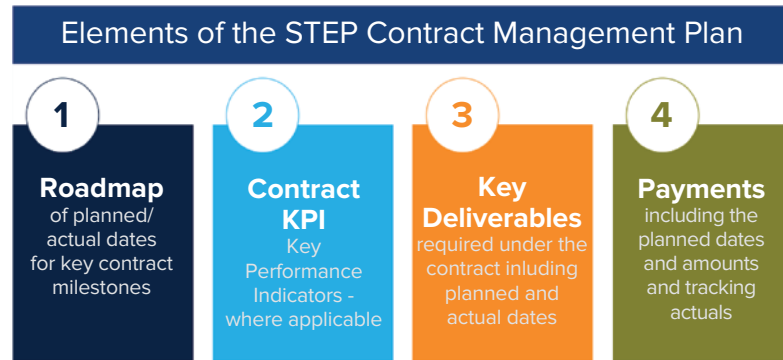 Elements of the STEP Contract Management Plan
1
Roadmap
of planned/
actual dates
for key contract
milestones
2
Contract
KPI
Key
Performance
Indicators -
where applicable
3
Key
Deliverables
required under the
contract inluding
planned and
actual dates
4
Payments
including the
planned dates
and amounts
and tracking
actuals